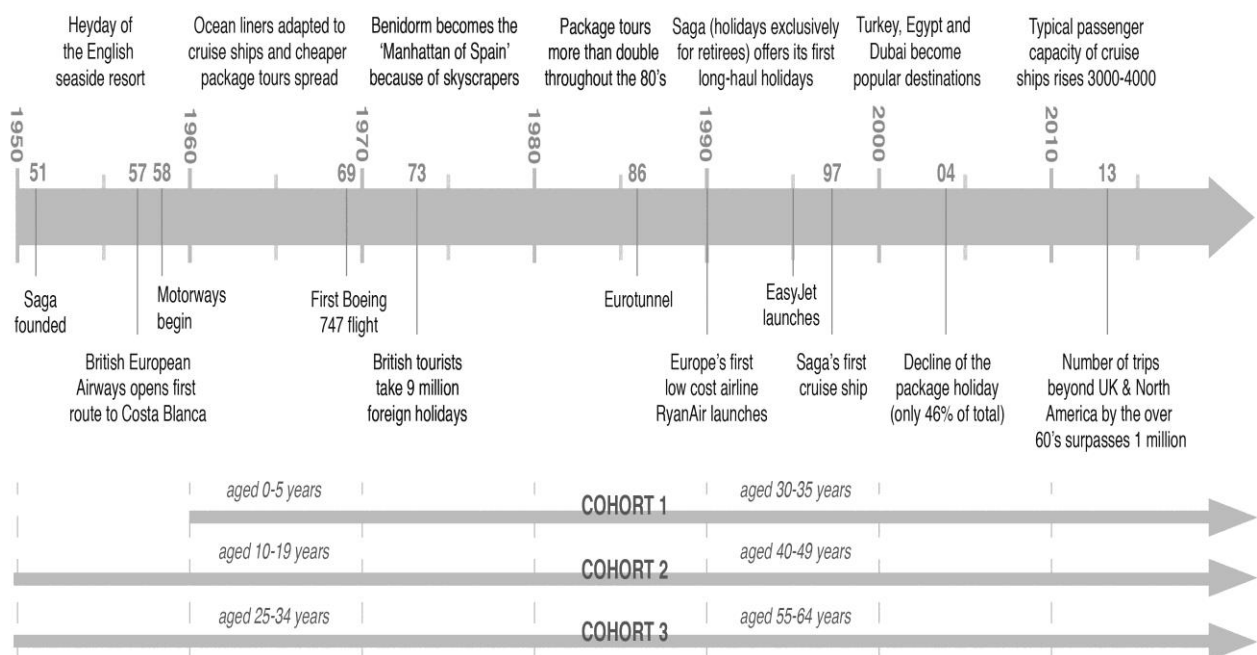 Heyday of
the English
seaside resort
Ocean liners adapted to
cruise ships and cheaper
package tours spread
Benidorm becomes the
‘Manhattan of Spain’
because of skyscrapers
Package tours
more than double
throughout the 80’s
Saga (holidays exclusively
for retirees) offers its first
long-haul holidays
Turkey, Egypt and
Dubai become
popular destinations
Typical passenger
capacity of cruise
ships rises 3000-4000
1950
1960
1970
1980
1990
2000
2010
51
57
58
69
73
86
97
04
13
Saga
founded
British European
Airways opens first
route to Costa Blanca
Motorways
begin
First Boeing
747 flight
British tourists
take 9 million
foreign holidays
Eurotunnel
Europe’s first
low cost airline
RyanAir launches
EasyJet
launches
Saga’s first
cruise ship
Decline of the
package holiday
(only 46% of total)
Number of trips
beyond UK & North
America by the over
60’s surpasses 1 million
aged 0-5 years
COHORT 1
aged 30-35 years
aged 10-19 years
COHORT 2
aged 40-49 years
aged 25-34 years
COHORT 3
aged 55-64 years